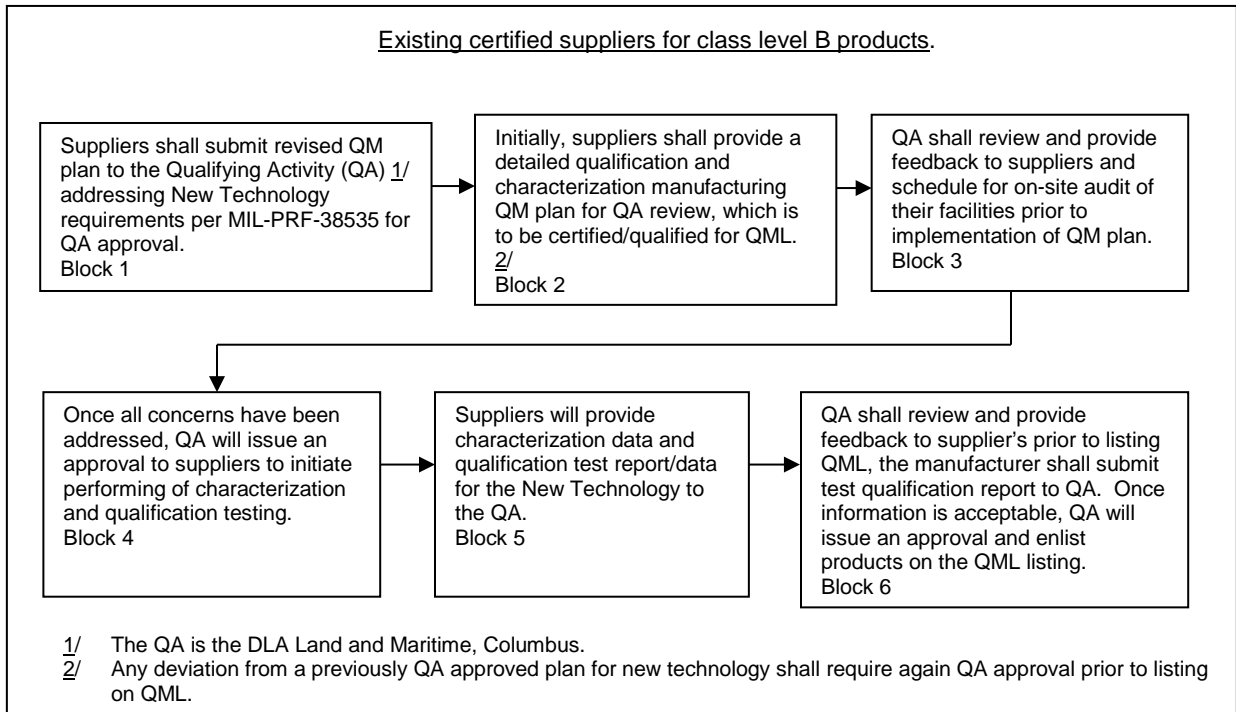 Existing certified suppliers for class level B products.
Suppliers shall submit revised QM
plan to the Qualifying Activity (QA) 1/
addressing New Technology
requirements per MIL-PRF-38535 for
QA approval.
Block 1
Initially, suppliers shall provide a
detailed qualification and
characterization manufacturing
QM plan for QA review, which is
to be certified/qualified for QML.
2/
Block 2
QA shall review and provide
feedback to suppliers and
schedule for on-site audit of
their facilities prior to
implementation of QM plan.
Block 3
Once all concerns have been
addressed, QA will issue an
approval to suppliers to initiate
performing of characterization
and qualification testing.
Block 4
Suppliers will provide
characterization data and
qualification test report/data
for the New Technology to
the QA.
Block 5
QA shall review and provide
feedback to supplier’s prior to listing
QML, the manufacturer shall submit
test qualification report to QA.  Once
information is acceptable, QA will
issue an approval and enlist
products on the QML listing.
Block 6
1/ The QA is the DLA Land and Maritime, Columbus.
2/ Any deviation from a previously QA approved plan for new technology shall require again QA approval prior to listing
on QML.